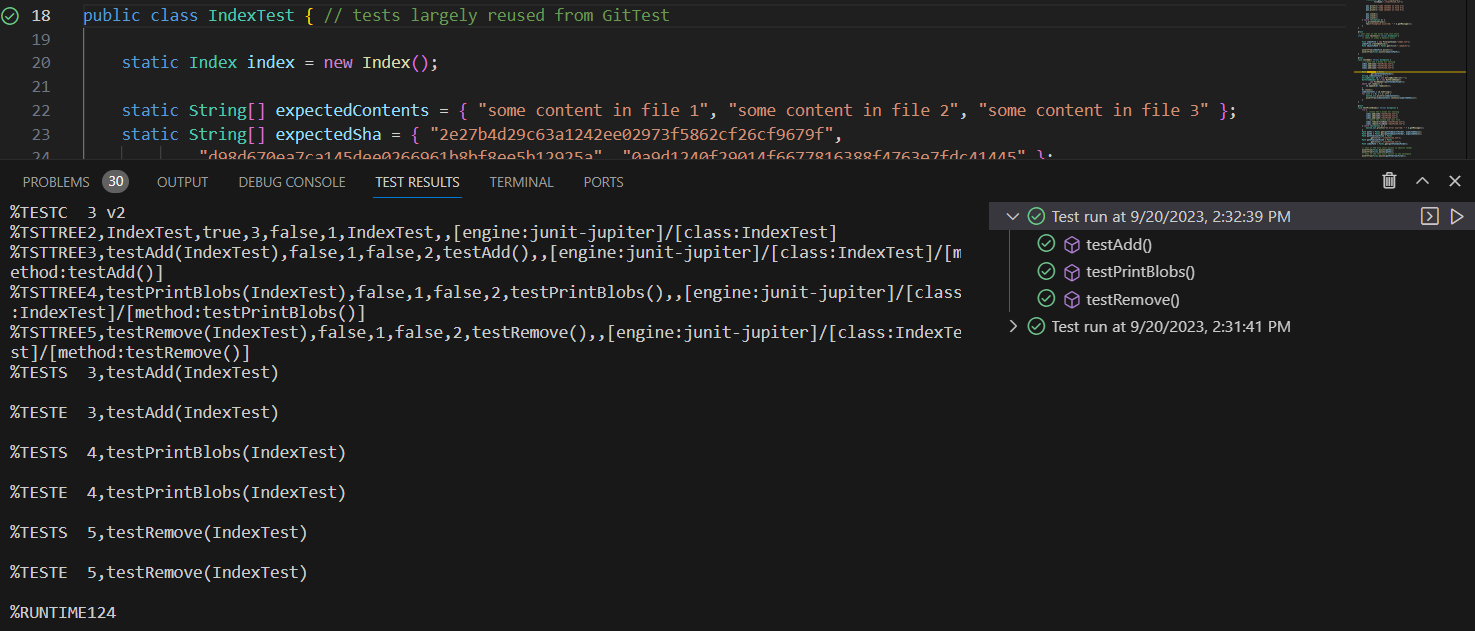 18 public class IndexTest { // tests largely reused from GitTest
19
20 static Index index = new Index();
21
22 static String[] expectedContents = { "some content in file 1", "some content in file 2", "some content in file 3" };
23 static String[] expectedSha = { "2e27b4d29c63a1242ee02973f5862cf26cf9679f",
24 "d98d670ea7ca145dee0266961b8bf8ee5b12925a", "0a9d1240f29014f6677816388f4763e7fdc41445" };
PROBLEMS 30 OUTPUT DEBUG CONSOLE TEST RESULTS TERMINAL PORTS
%TESTC 3 v2
%TSTTREE2,IndexTest,true,3,false,1,IndexTest,,[engine:junit-jupiter]/[class:IndexTest]
%TSTTREE3,testAdd(IndexTest),false,1,false,2,testAdd(),,[engine:junit-jupiter]/[class:IndexTest]/[m
ethod:testAdd()]
%TSTTREE4,testPrintBlobs(IndexTest),false,1,false,2,testPrintBlobs(),,[engine:junit-jupiter]/[class
:IndexTest]/[method:testPrintBlobs()]
%TSTTREE5,testRemove(IndexTest),false,1,false,2,testRemove(),,[engine:junit-jupiter]/[class:IndexTe
st]/[method:testRemove()]
%TESTS 3,testAdd(IndexTest)
%TESTE 3,testAdd(IndexTest)
%TESTS 4,testPrintBlobs(IndexTest)
%TESTE 4,testPrintBlobs(IndexTest)
%TESTS 5,testRemove(IndexTest)
%TESTE 5,testRemove(IndexTest)
%RUNTIME124
Test run at 9/20/2023, 2:32:39 PM
testAdd()
testPrintBlobs()
testRemove()
Test run at 9/20/2023, 2:31:41 PM